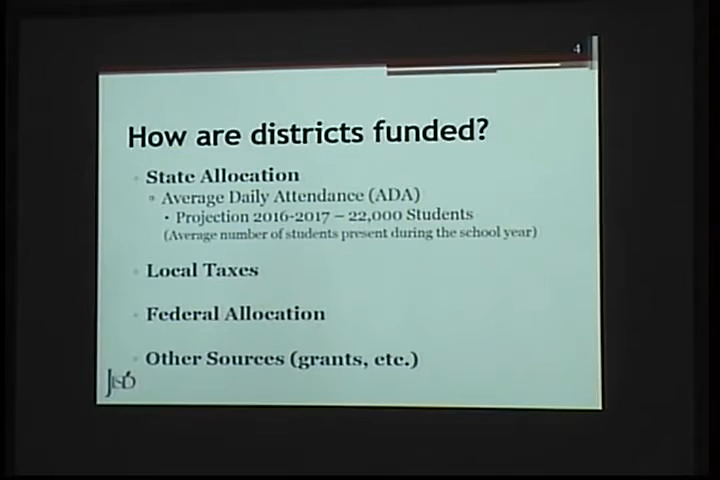 4
How are districts funded?
State Allocation
Average Daily Attendance (ADA)
Projection 2016-2017 – 22,000 Students
(Average number of students present during the school year)
Local Taxes
Federal Allocation
Other Sources (grants, etc.)
JISD